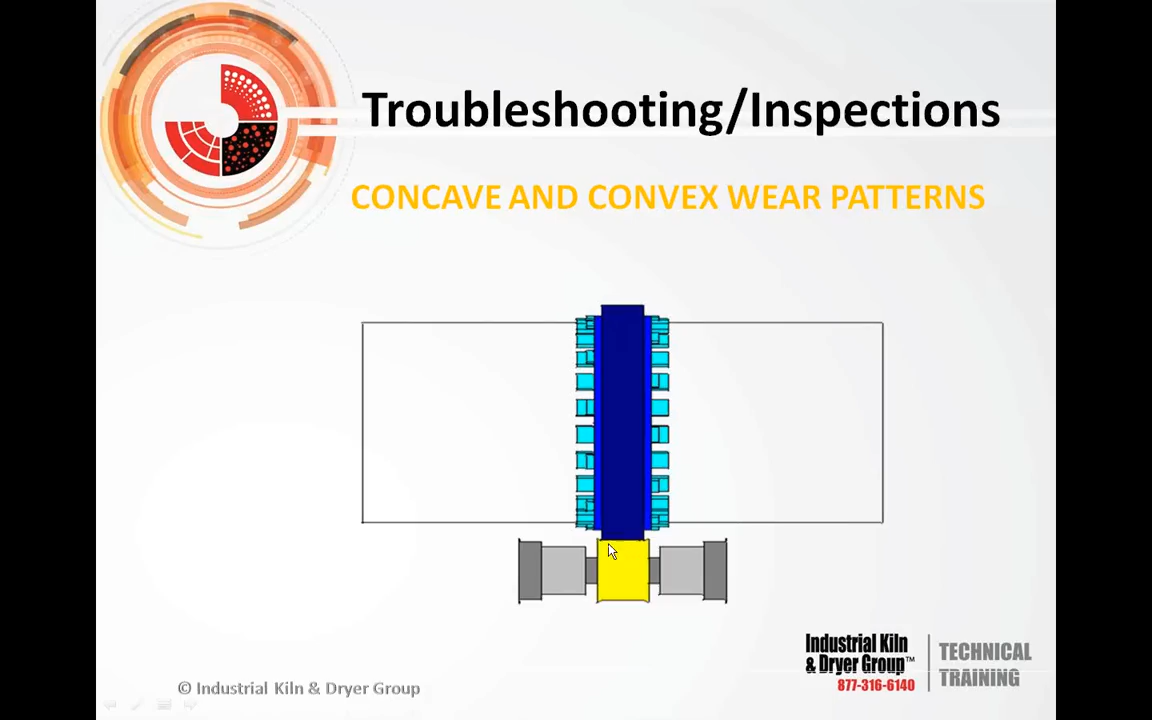 Troubleshooting/Inspections
CONCAVE AND CONVEX WEAR PATTERNS
Industrial Kiln
& Dryer Group™
877-316-6140
TECHNICAL
TRAINING
© Industrial Kiln & Dryer Group